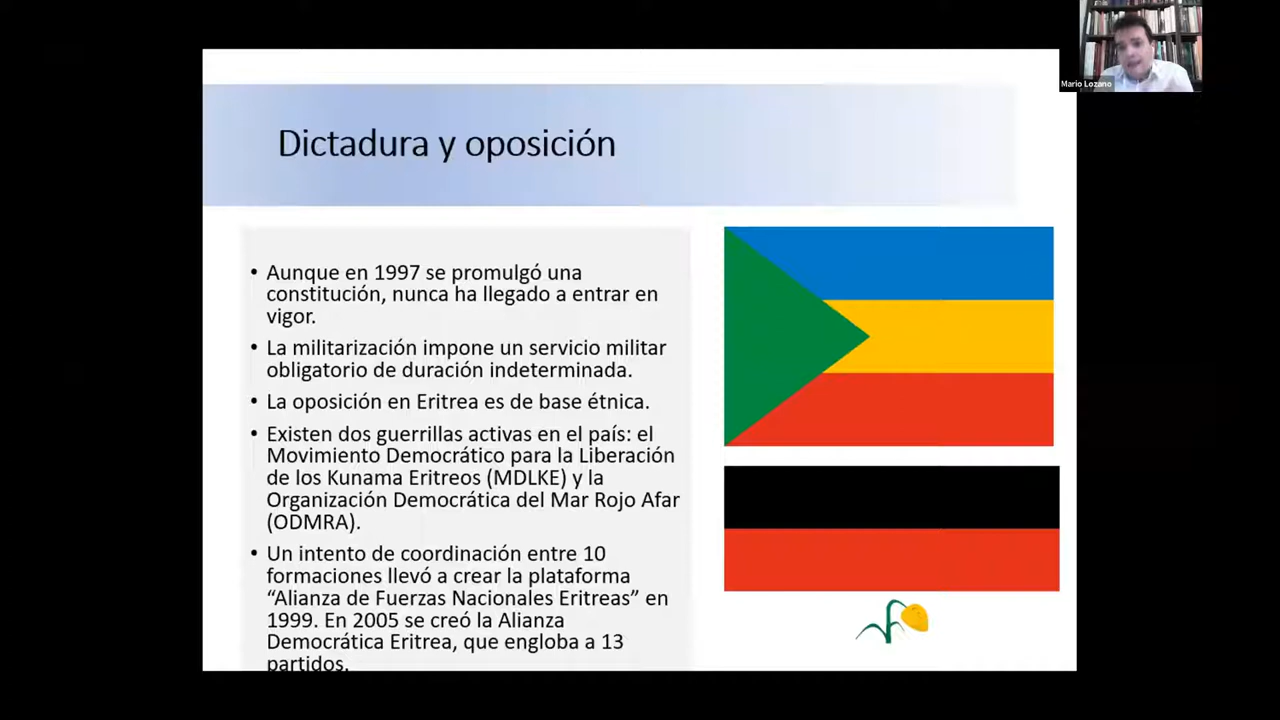 Mario Lozano
Dictadura y oposición
• Aunque en 1997 se promulgó una
constitución, nunca ha llegado a entrar en
vigor.
• La militarización impone un servicio militar
obligatorio de duración indeterminada.
• La oposición en Eritrea es de base étnica.
• Existen dos guerrillas activas en el país: el
Movimiento Democrático para la Liberación
de los Kunama Eritreos (MDLKE) y la
Organización Democrática del Mar Rojo Afar
(ODMRA).
• Un intento de coordinación entre 10
formaciones llevó a crear la plataforma
“Alianza de Fuerzas Nacionales Eritreas” en
1999. En 2005 se creó la Alianza
Democrática Eritrea, que engloba a 13
partidos.